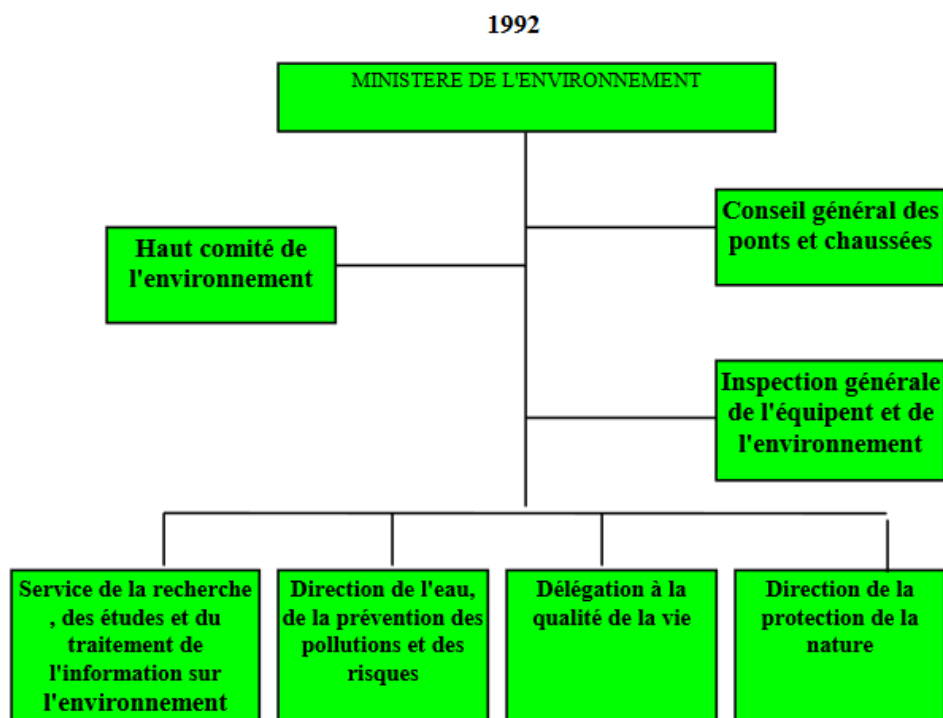 1992
MINISTERE DE L'ENVIRONNEMENT
Conseil général des
ponts et chaussées
Haut comité de
l'environnement
Inspection générale
de l'équipent et de
l'environnement
Service de la recherche
, des études et du
traitement de
l'information sur
l'environnement
Direction de l'eau,
de la prévention des
pollutions et des
risques
Délégation à la
qualité de la vie
Direction de la
protection de la
nature